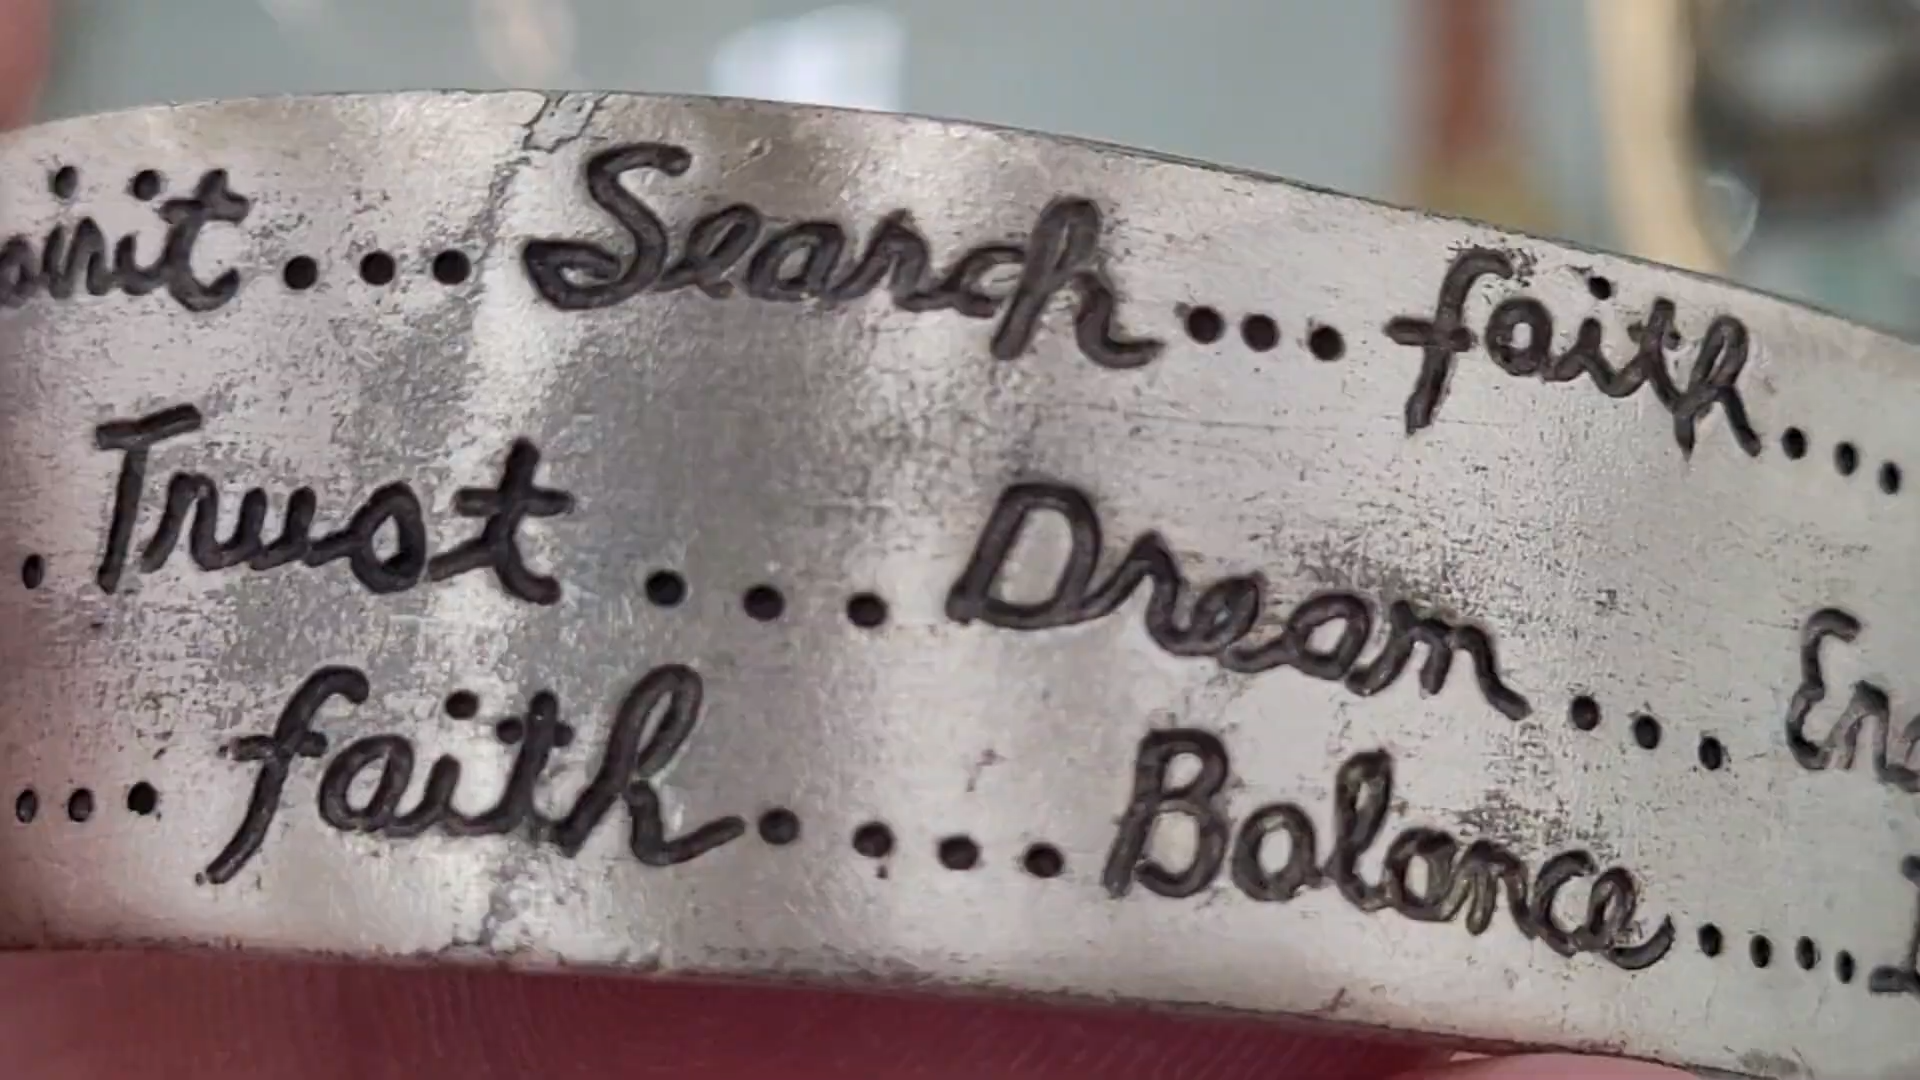 ... Search ... faith ...
. Trust ... Dream ...
... faith .... Balance ....